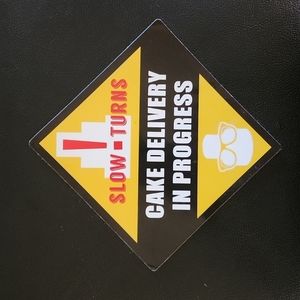 SLOW TURNS
CAKE DELIVERY
IN PROGRESS